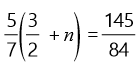 5/7(3/2 + n) = 145/84